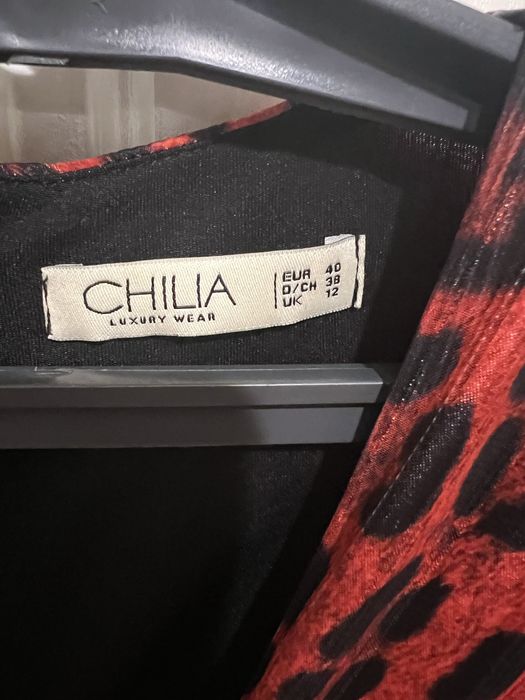 CHILIA
LUXURY WEAR
EUR 40
D/CH 38
UK 12